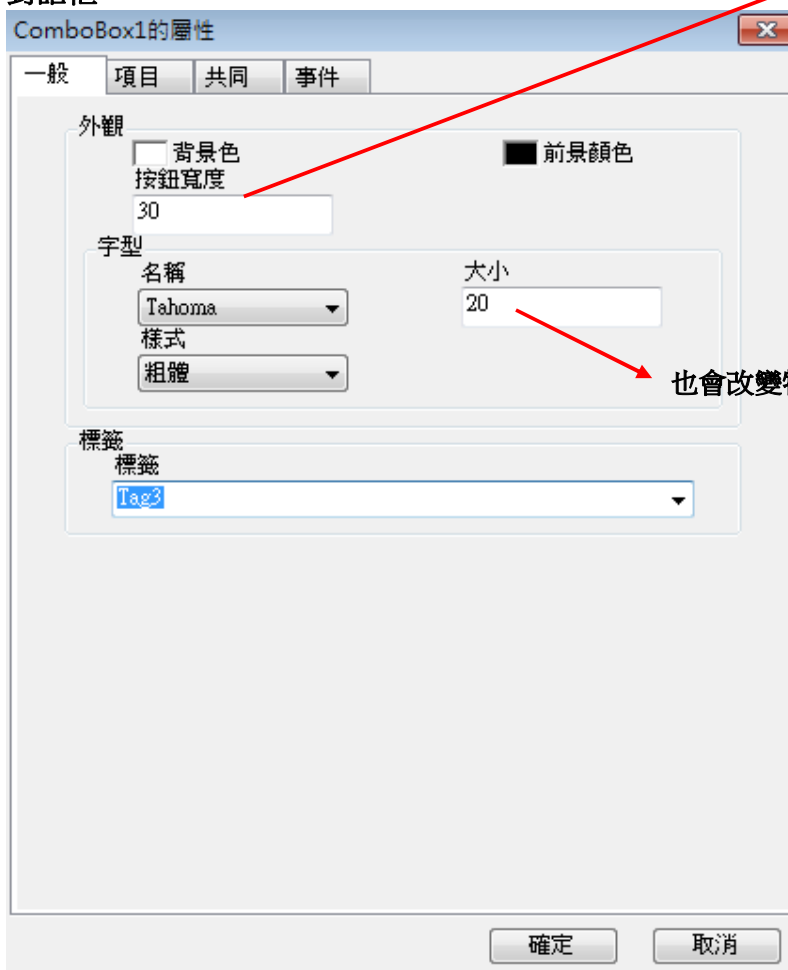 ComboBox1的屬性
一般 項目 共同 事件
外觀
背景色 前景顏色
按鈕寬度
30
字型
名稱 大小
Tahoma 20
樣式
粗體
也會改變
標籤
標籤
Tag3
確定 取消